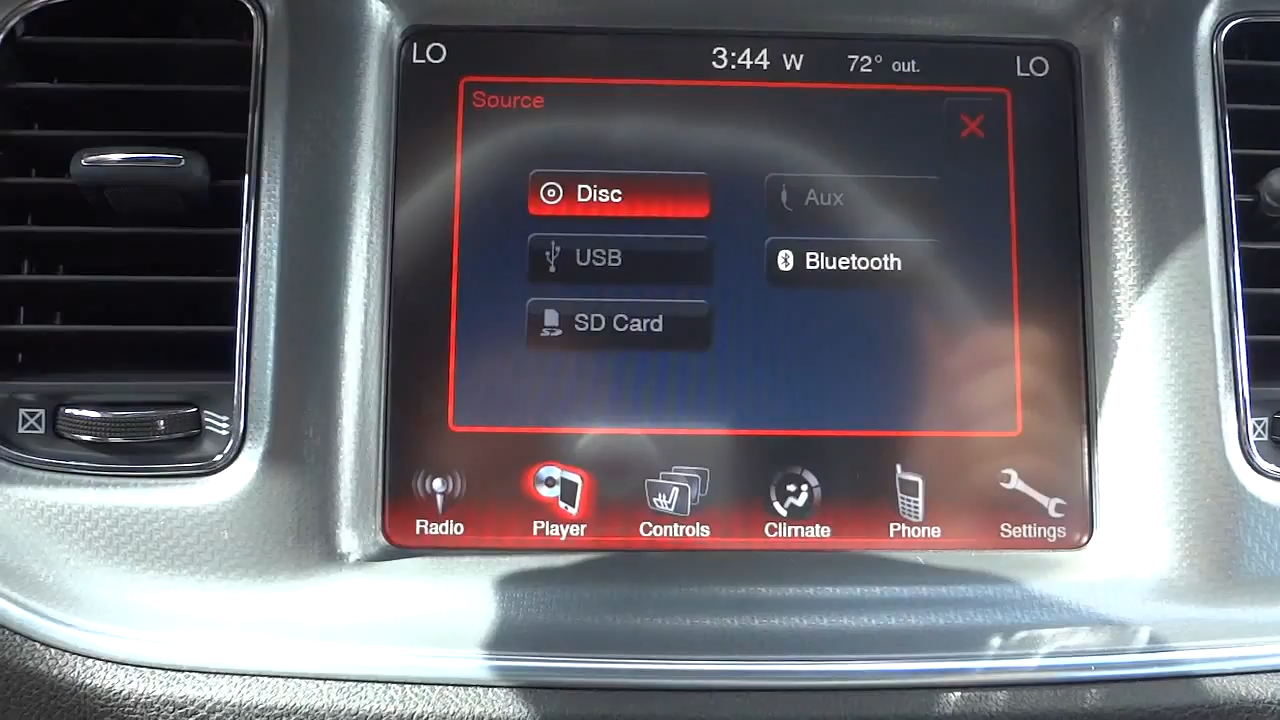 LO 3:44 W 72° out. LO
Source
Disc
Aux
USB
Bluetooth
SD Card
Radio Player Controls Climate Phone Settings